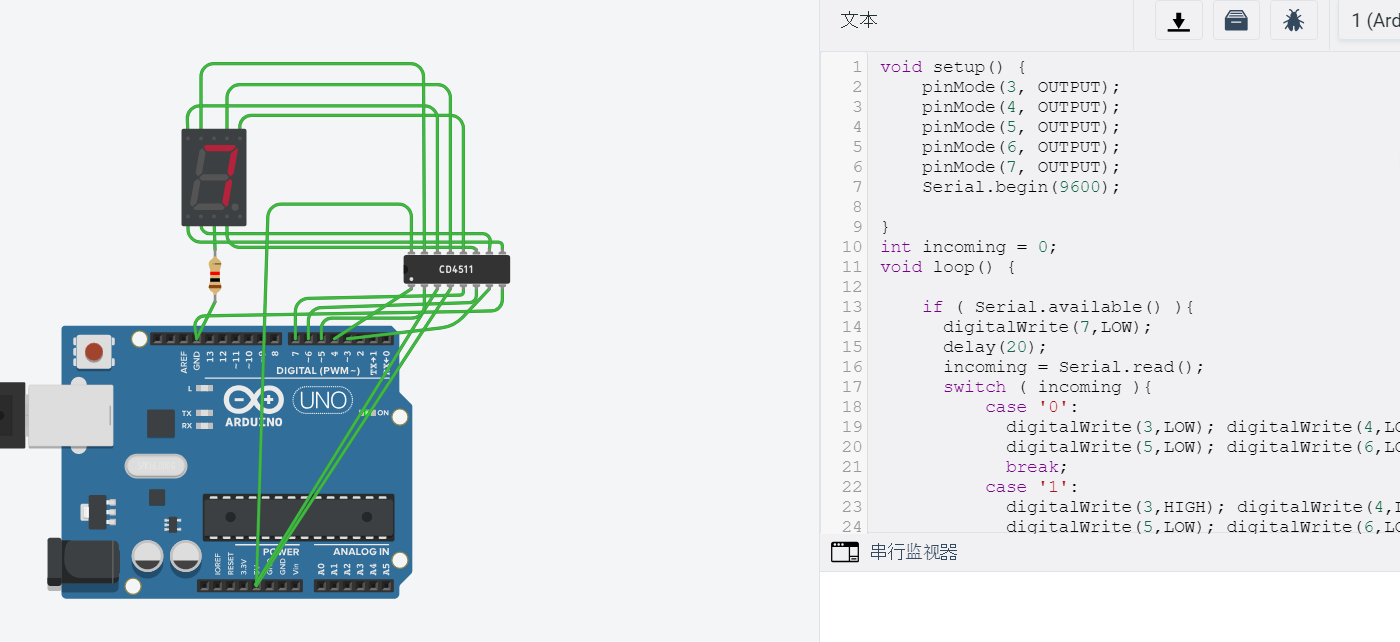 文本
1 (Ard
1 void setup() {
2 pinMode(3, OUTPUT);
3 pinMode(4, OUTPUT);
4 pinMode(5, OUTPUT);
5 pinMode(6, OUTPUT);
6 pinMode(7, OUTPUT);
7 Serial.begin(9600);
8
9 }
10 int incoming = 0;
11 void loop() {
12
13 if ( Serial.available() ){
14 digitalWrite(7,LOW);
15 delay(20);
16 incoming = Serial.read();
17 switch ( incoming ){
18 case '0':
19 digitalWrite(3,LOW); digitalWrite(4,LO
20 digitalWrite(5,LOW); digitalWrite(6,LO
21 break;
22 case '1':
23 digitalWrite(3,HIGH); digitalWrite(4,L
24 digitalWrite(5,LOW); digitalWrite(6,LO
串行监视器
CD4511
AREF
GND
13
12
~11
~10
8
7
~6
~5
4
~3
2
TX→1
DIGITAL (PWM~)
L
TX
RX
UNO
ARDUINO
ON
IOREF
RESET
3.3V
GND
Vin
POWER
ANALOG IN
A0
A1
A2
A3
A4
A5